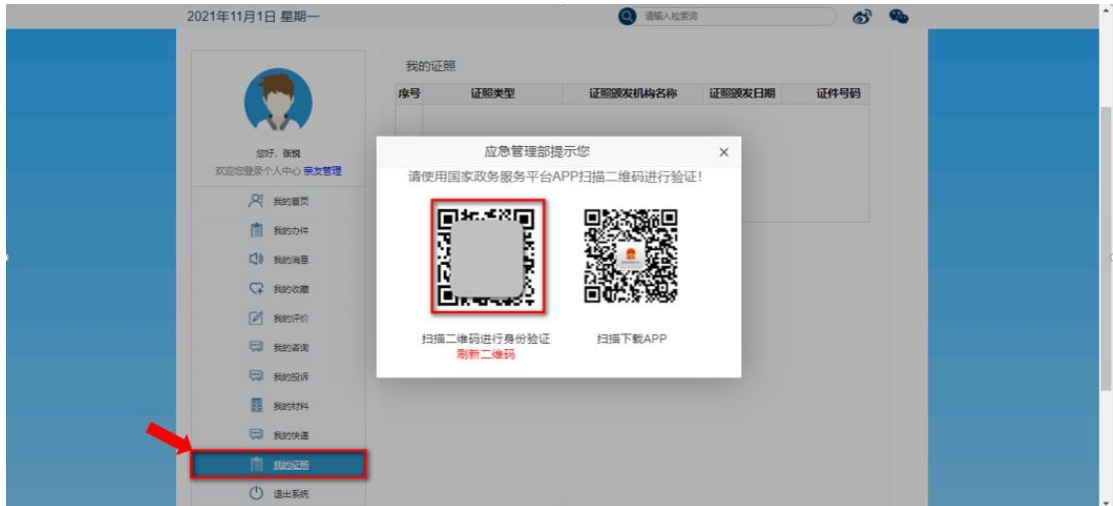 2021年11月1日 星期一
请输入检索词
我的证照
序号 证照类型 证照颁发机构名称 证照颁发日期 证件号码
您好，张悦
欢迎您登录个人中心 亲友管理
应急管理部提示您 ×
请使用国家政务服务平台APP扫描二维码进行验证！
扫描二维码进行身份验证 扫描下载APP
刷新二维码
我的首页
我的办件
我的消息
我的收藏
我的评价
我的咨询
我的投诉
我的材料
我的快递
我的证照
退出系统